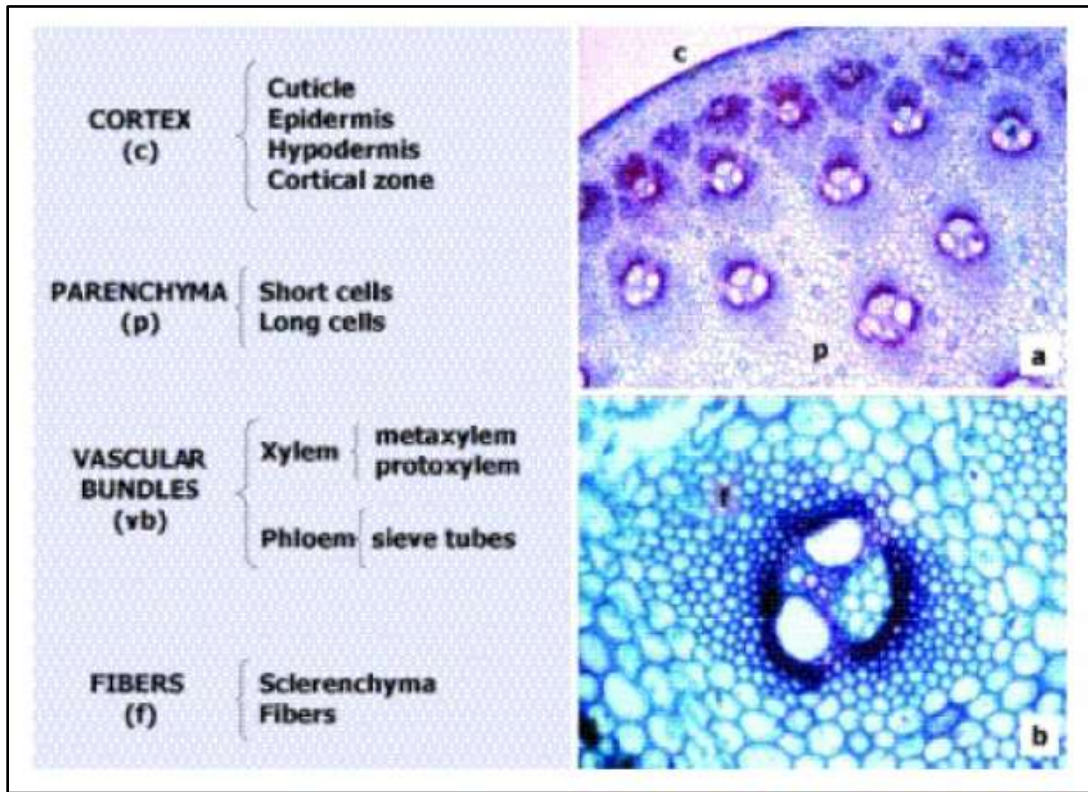 CORTEX
(c)
Cuticle
Epidermis
Hypodermis
Cortical zone
PARENCHYMA
(p)
Short cells
Long cells
VASCULAR
BUNDLES
(vb)
Xylem
metaxylem
protoxylem
Phloem
sieve tubes
FIBERS
(f)
Sclerenchyma
Fibers
c
p
a
f
b